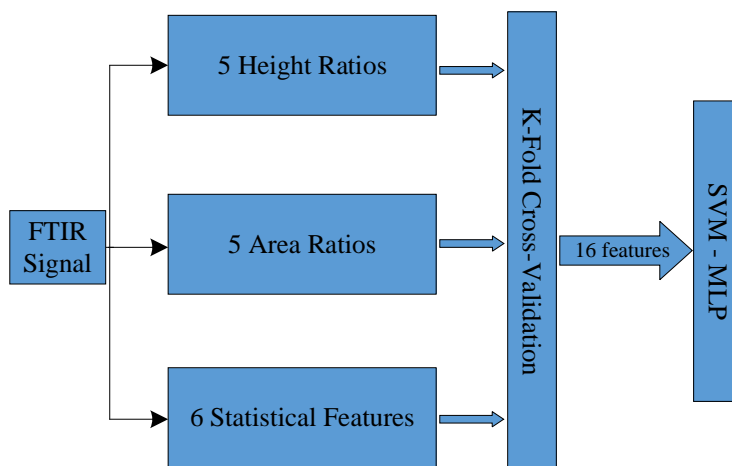 5 Height Ratios
FTIR
Signal
5 Area Ratios
6 Statistical Features
K-Fold Cross-Validation
16 features
SVM - MLP